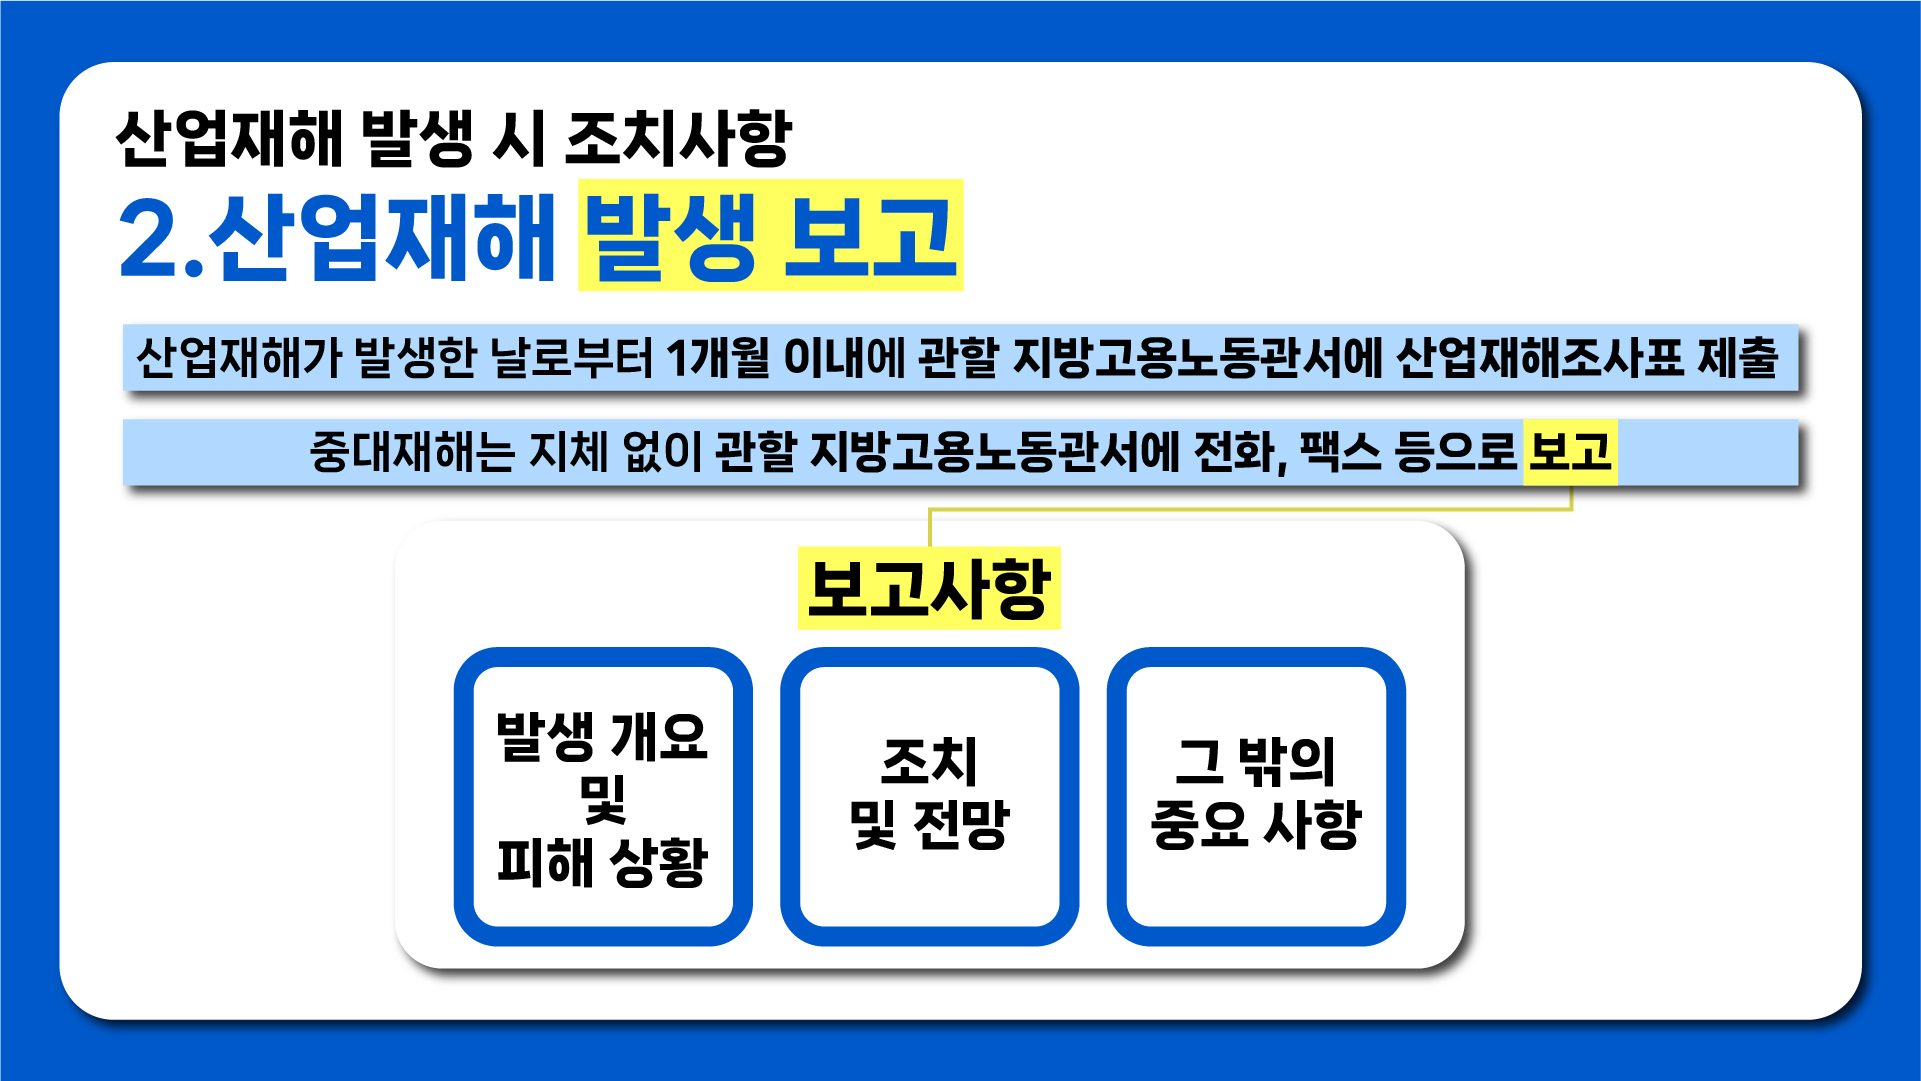 산업재해 발생 시 조치사항
2.산업재해 발생 보고
산업재해가 발생한 날로부터 1개월 이내에 관할 지방고용노동관서에 산업재해조사표 제출
중대재해는 지체 없이 관할 지방고용노동관서에 전화, 팩스 등으로 보고
보고사항
발생 개요
및
피해 상황
조치
및 전망
그 밖의
중요 사항